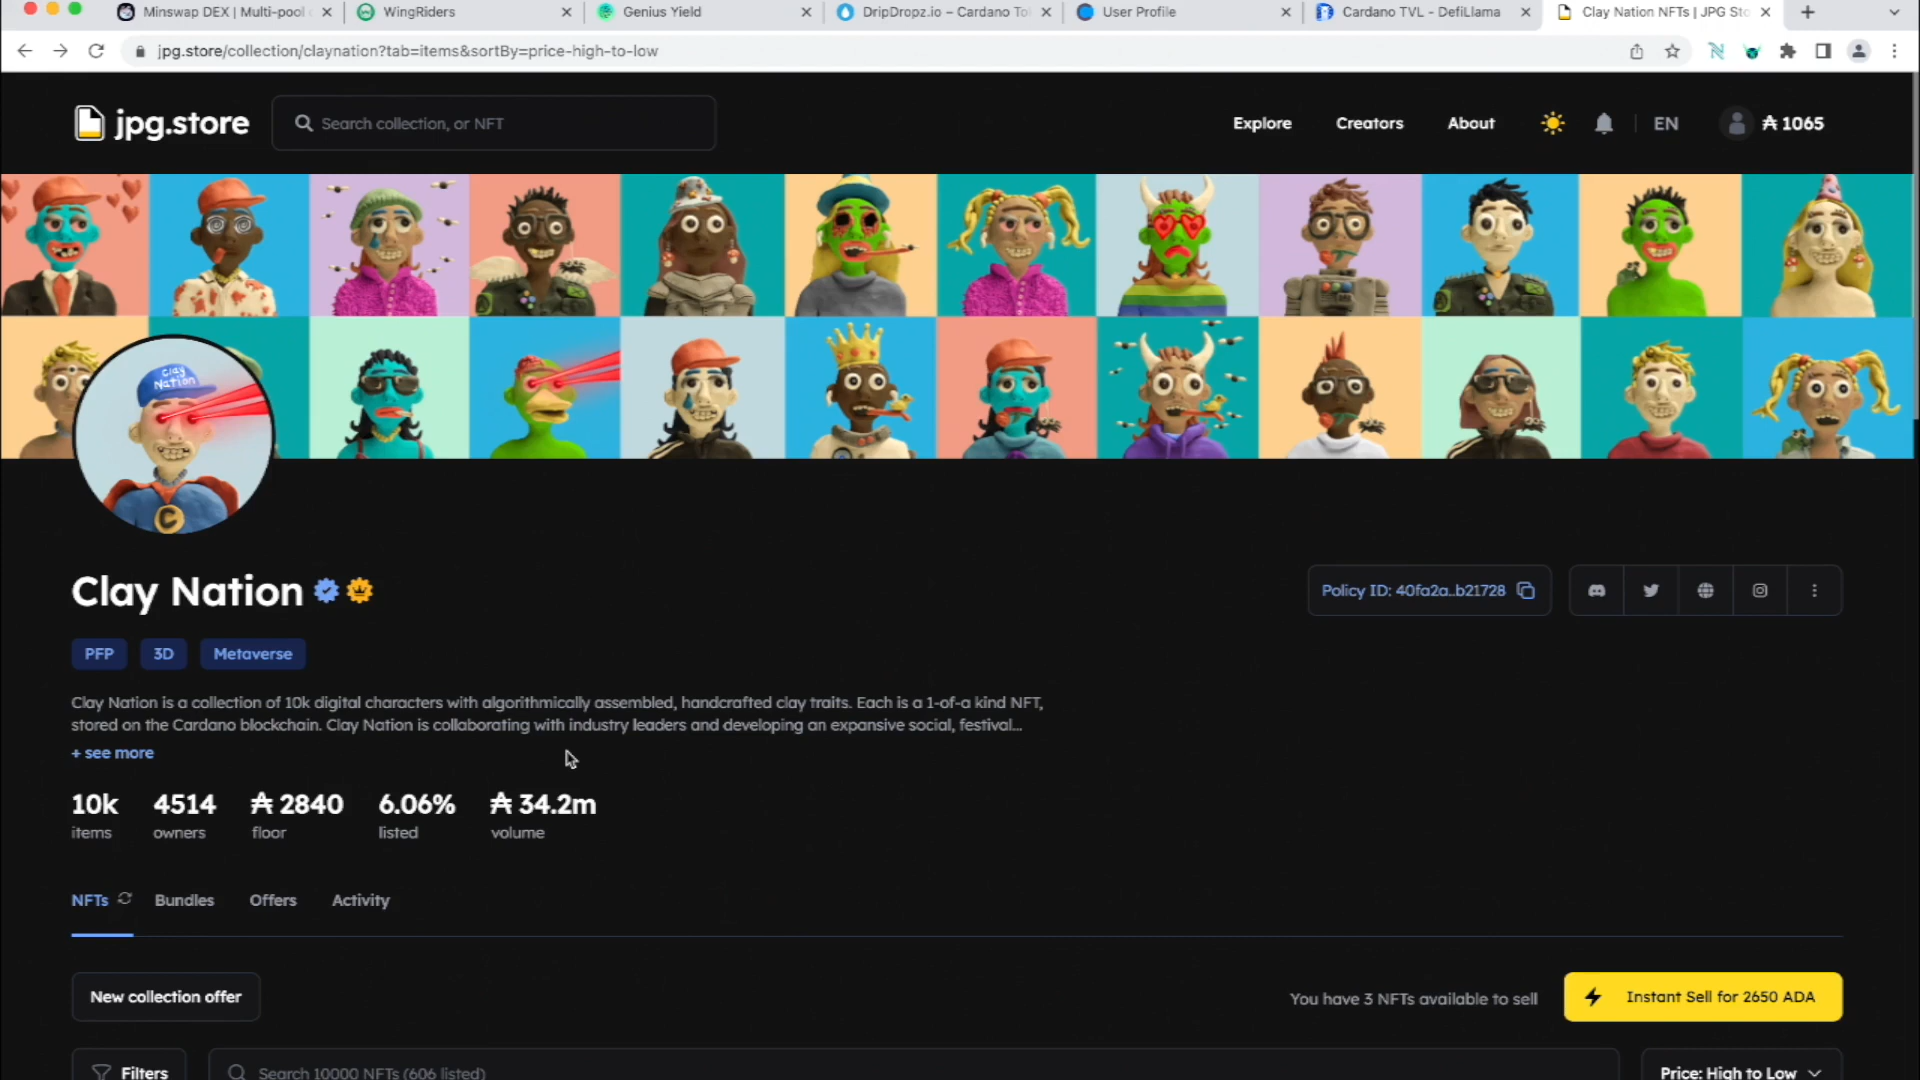 Minswap DEX | Multi-pool
WingRiders
Genius Yield
DripDropz.io – Cardano To
User Profile
Cardano TVL - DefiLlama
Clay Nation NFTs | JPG Sto
jpg.store/collection/claynation?tab=items&sortBy=price-high-to-low
jpg.store
Search collection, or NFT
Explore
Creators
About
EN
₳ 1065
Clay Nation
C
Clay Nation
Policy ID: 40fa2a..b21728
PFP
3D
Metaverse
Clay Nation is a collection of 10k digital characters with algorithmically assembled, handcrafted clay traits. Each is a 1-of-a kind NFT,
stored on the Cardano blockchain. Clay Nation is collaborating with industry leaders and developing an expansive social, festival...
+ see more
10k
4514
₳ 2840
6.06%
₳ 34.2m
items
owners
floor
listed
volume
NFTs
Bundles
Offers
Activity
New collection offer
You have 3 NFTs available to sell
Instant Sell for 2650 ADA
Filters
Search 10000 NFTs (606 listed)
Price: High to Low